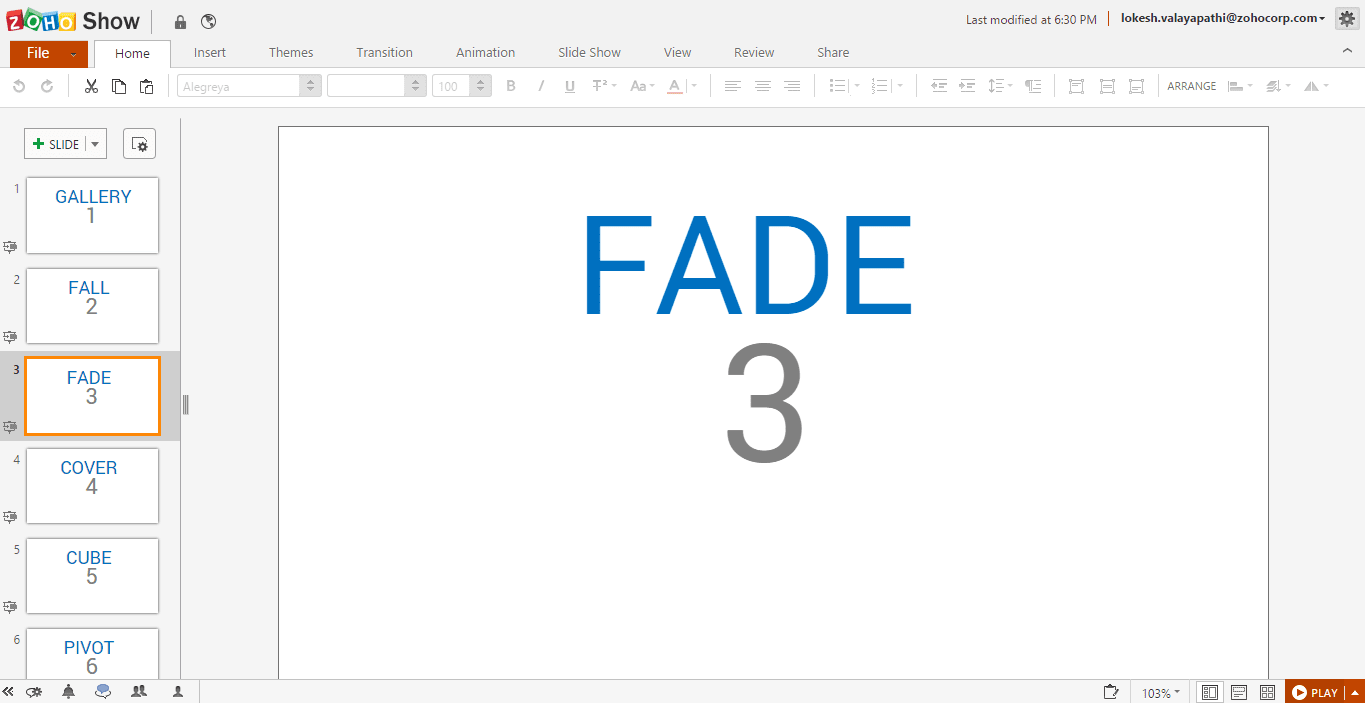 ZOHO Show
Last modified at 6:30 PM
lokesh.valayapathi@zohocorp.com
File Home Insert Themes Transition Animation Slide Show View Review Share
Alegreya 100 B I U T² Aa A ARRANGE
SLIDE
1
GALLERY
1
2
FALL
2
3
FADE
3
4
COVER
4
5
CUBE
5
6
PIVOT
6
FADE
3
103% PLAY